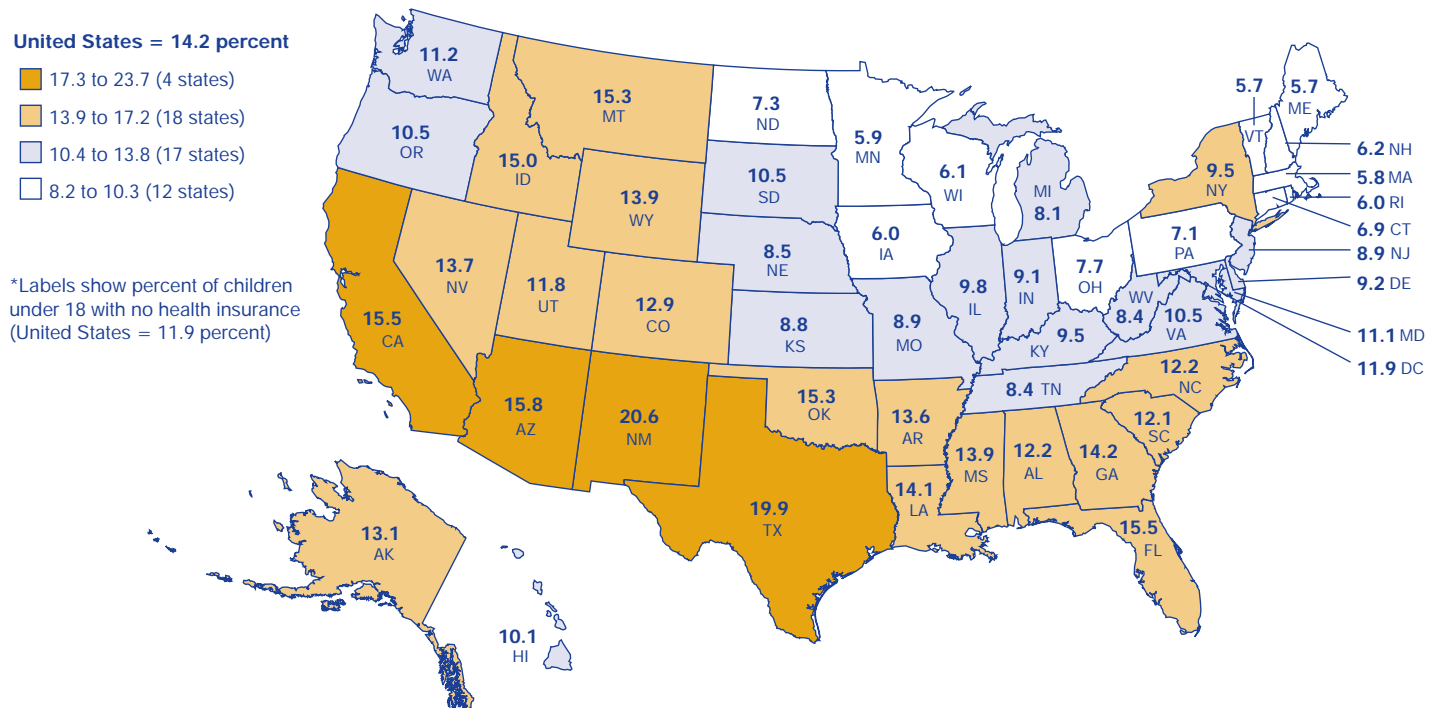 United States = 14.2 percent
17.3 to 23.7 (4 states)
13.9 to 17.2 (18 states)
10.4 to 13.8 (17 states)
8.2 to 10.3 (12 states)
*Labels show percent of children
under 18 with no health insurance
(United States = 11.9 percent)
11.2
WA
10.5
OR
15.5
CA
13.7
NV
15.0
ID
15.3
MT
13.9
WY
11.8
UT
12.9
CO
15.8
AZ
20.6
NM
7.3
ND
10.5
SD
8.5
NE
8.8
KS
15.3
OK
19.9
TX
5.9
MN
6.0
IA
8.9
MO
13.6
AR
14.1
LA
6.1
WI
9.8
IL
MI
8.1
9.1
IN
7.7
OH
9.5
KY
8.4 TN
13.9
MS
12.2
AL
14.2
GA
15.5
FL
12.1
SC
12.2
NC
10.5
VA
WV
8.4
7.1
PA
9.5
NY
5.7
VT
5.7
ME
6.2 NH
5.8 MA
6.0 RI
6.9 CT
8.9 NJ
9.2 DE
11.1 MD
11.9 DC
13.1
AK
10.1
HI